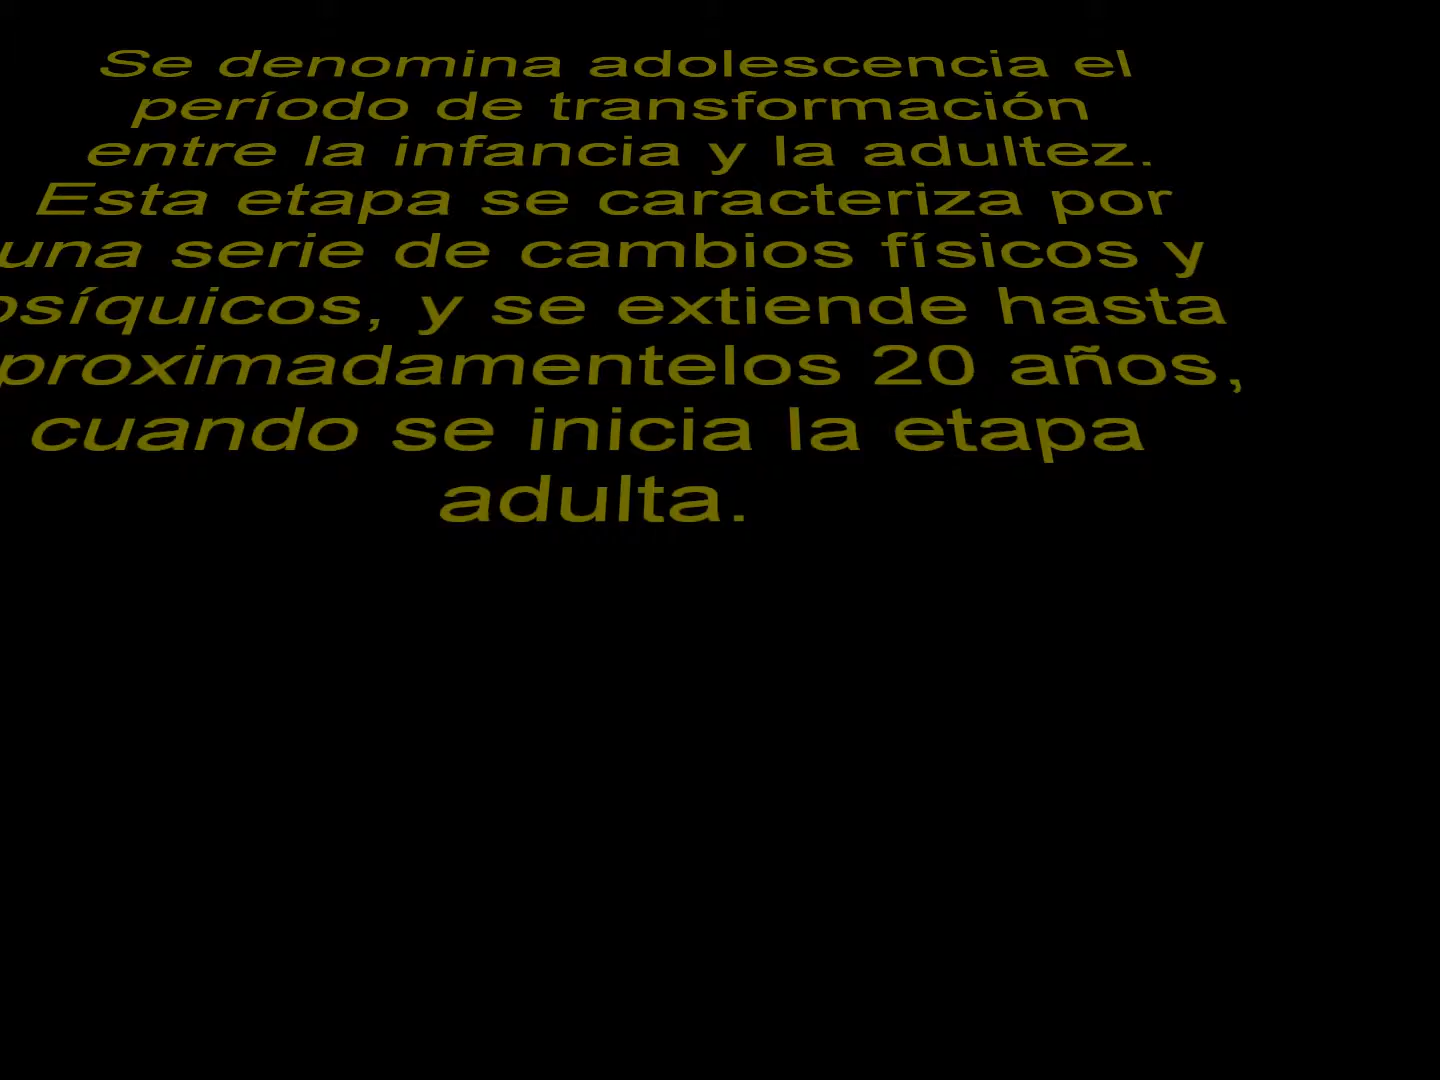 Se denomina adolescencia el
período de transformación
entre la infancia y la adultez.
Esta etapa se caracteriza por
una serie de cambios físicos y
psíquicos, y se extiende hasta
proximadamentelos 20 años,
cuando se inicia la etapa
adulta.